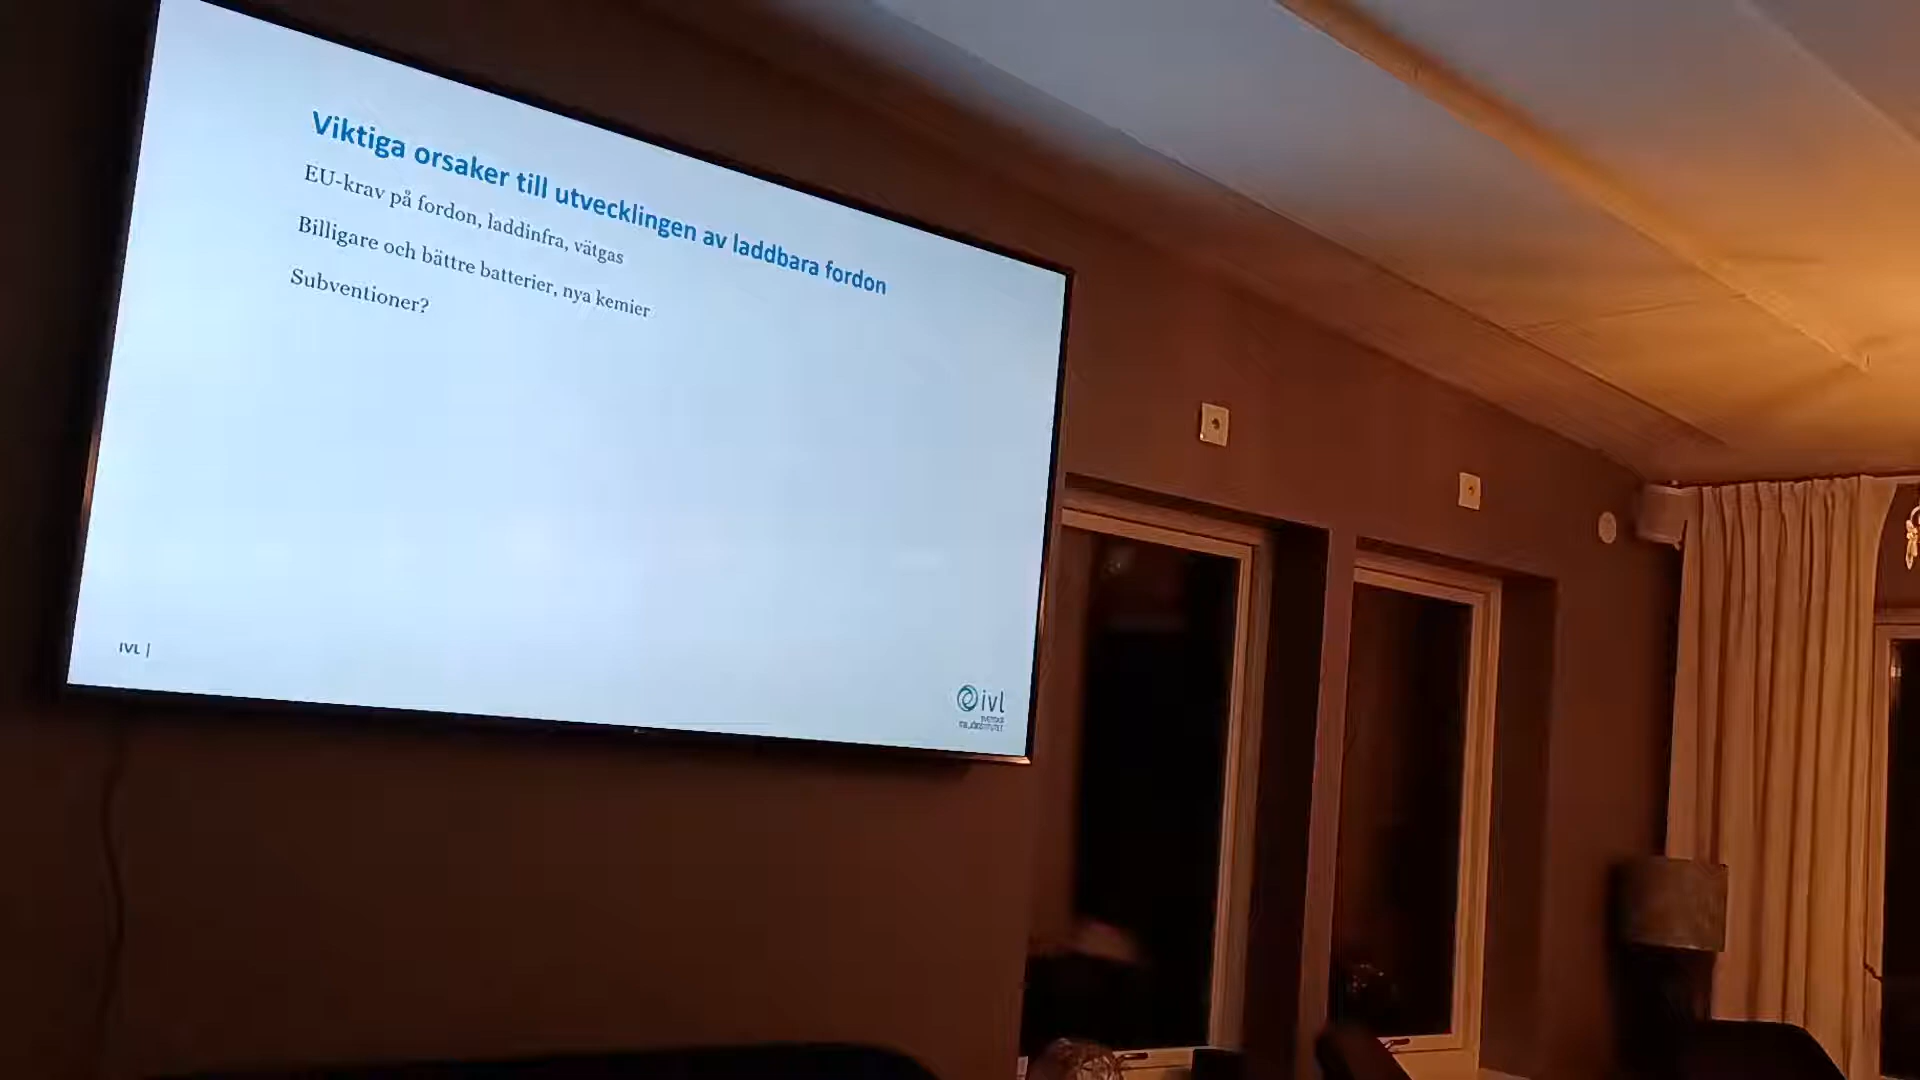 Viktiga orsaker till utvecklingen av laddbara fordon
EU-krav på fordon, laddinfra, vätgas
Billigare och bättre batterier, nya kemier
Subventioner?
IVL |
ivl